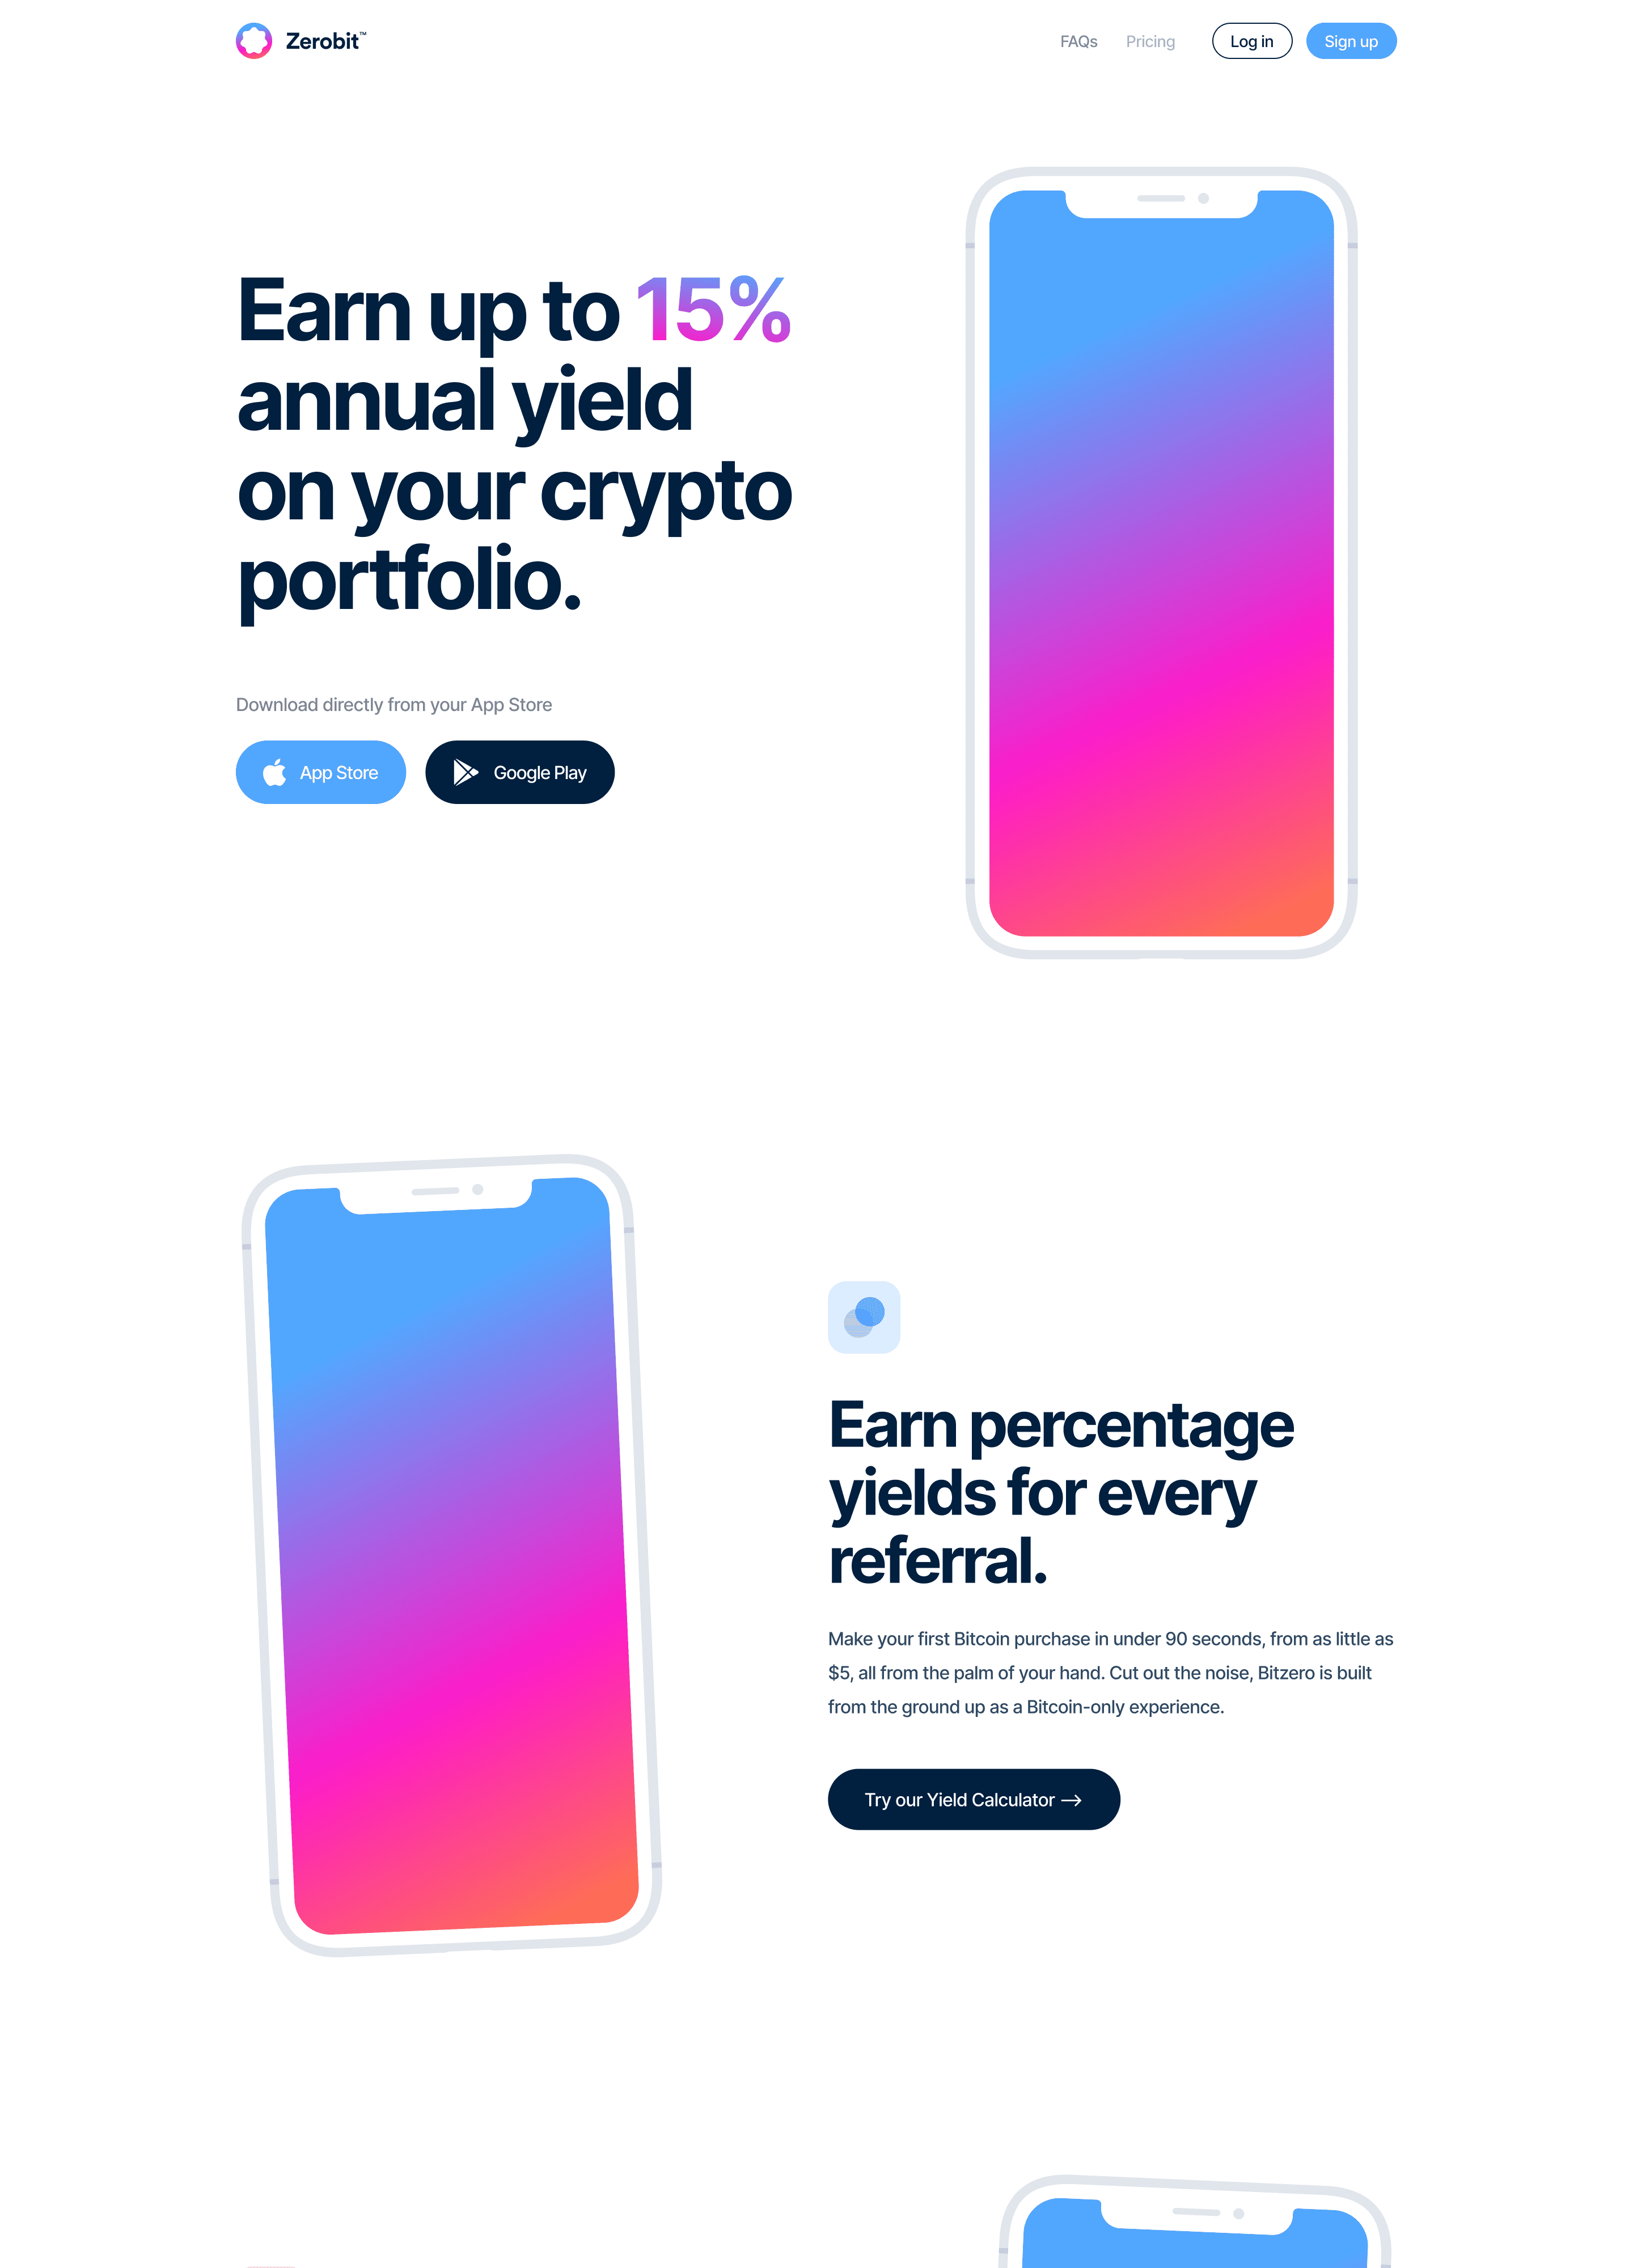 Zerobit™
FAQs
Pricing
Log in
Sign up
Earn up to 15%
annual yield
on your crypto
portfolio.
Download directly from your App Store
App Store
Google Play
Earn percentage
yields for every
referral.
Make your first Bitcoin purchase in under 90 seconds, from as little as
$5, all from the palm of your hand. Cut out the noise, Bitzero is built
from the ground up as a Bitcoin-only experience.
Try our Yield Calculator →